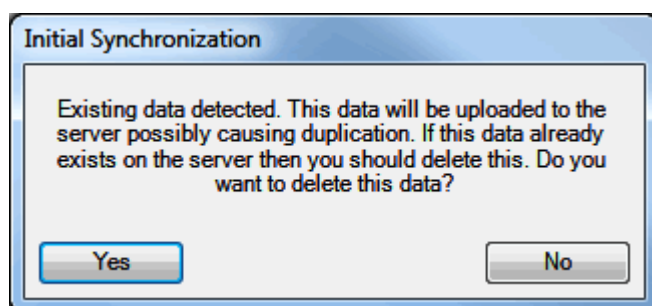 Initial Synchronization
Existing data detected. This data will be uploaded to the
server possibly causing duplication. If this data already
exists on the server then you should delete this. Do you
want to delete this data?
Yes
No